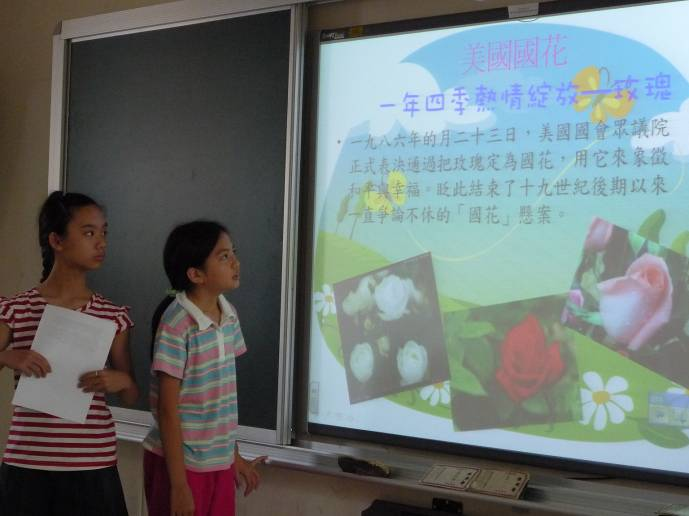 美國國花
一年四季熱情綻放—玫瑰
• 一九八六年的月二十三日，美國國會眾議院
正式表決通過把玫瑰定為國花，用它來象徵
和平與幸福。眨此結束了十九世紀後期以來
一直爭論不休的「國花」懸案。